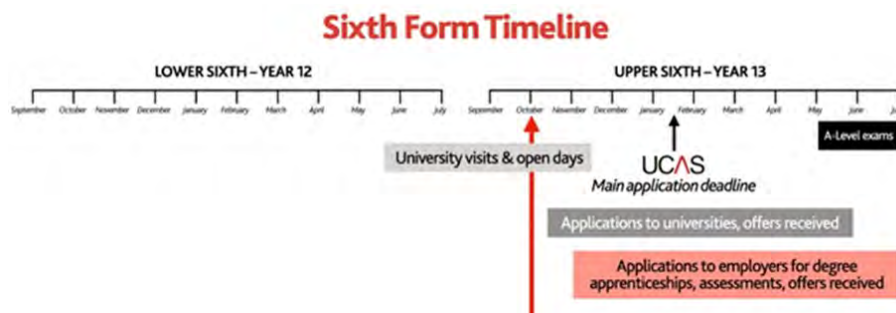 Sixth Form Timeline
LOWER SIXTH – YEAR 12
UPPER SIXTH – YEAR 13
September October November December January February March April May June July
September October November December January February March April May June
A-Level exams
University visits & open days
UCAS
Main application deadline
Applications to universities, offers received
Applications to employers for degree
apprenticeships, assessments, offers received